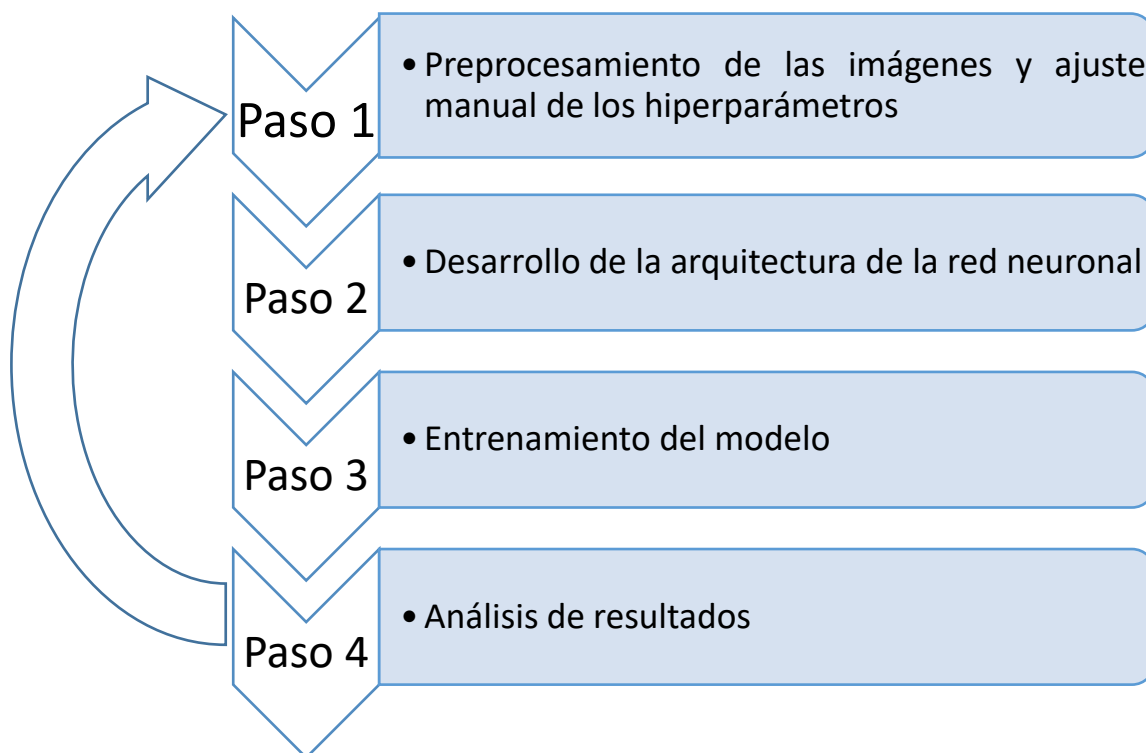 Paso 1
• Preprocesamiento de las imágenes y ajuste
manual de los hiperparámetros
Paso 2
• Desarrollo de la arquitectura de la red neuronal
Paso 3
• Entrenamiento del modelo
Paso 4
• Análisis de resultados